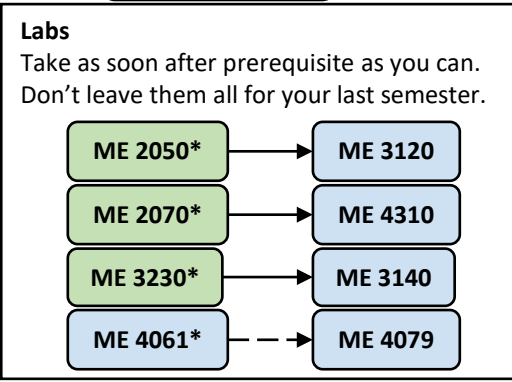 Labs
Take as soon after prerequisite as you can.
Don’t leave them all for your last semester.
ME 2050* ME 3120
ME 2070* ME 4310
ME 3230* ME 3140
ME 4061* ME 4079